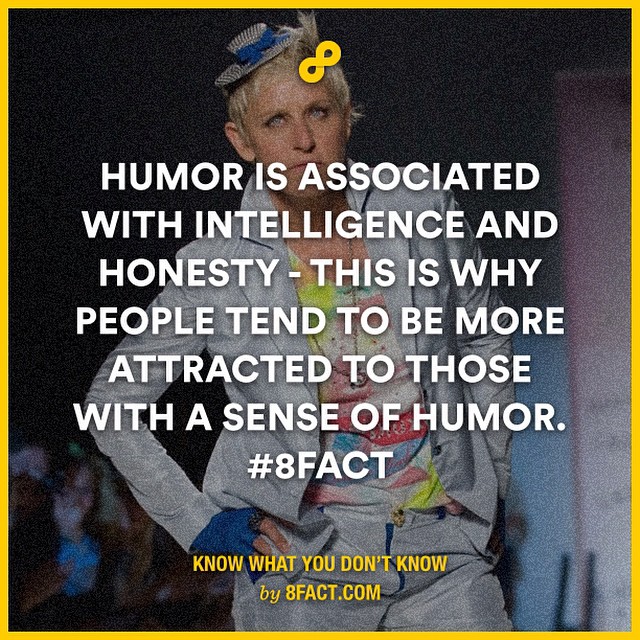 HUMOR IS ASSOCIATED
WITH INTELLIGENCE AND
HONESTY - THIS IS WHY
PEOPLE TEND TO BE MORE
ATTRACTED TO THOSE
WITH A SENSE OF HUMOR.
#8FACT
KNOW WHAT YOU DON'T KNOW
by 8FACT.COM